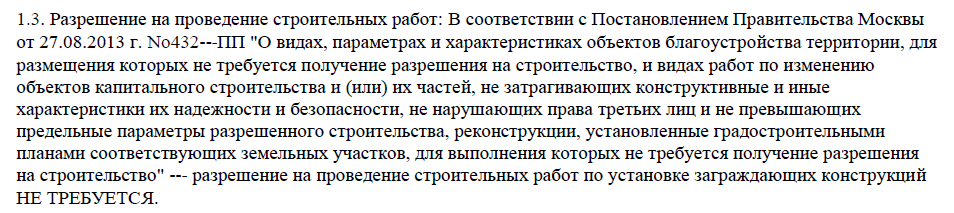 1.3. Разрешение на проведение строительных работ: В соответствии с Постановлением Правительства Москвы
от 27.08.2013 г. No432---ПП "О видах, параметрах и характеристиках объектов благоустройства территории, для
размещения которых не требуется получение разрешения на строительство, и видах работ по изменению
объектов капитального строительства и (или) их частей, не затрагивающих конструктивные и иные
характеристики их надежности и безопасности, не нарушающих права третьих лиц и не превышающих
предельные параметры разрешенного строительства, реконструкции, установленные градостроительными
планами соответствующих земельных участков, для выполнения которых не требуется получение разрешения
на строительство" --- разрешение на проведение строительных работ по установке заграждающих конструкций
НЕ ТРЕБУЕТСЯ.